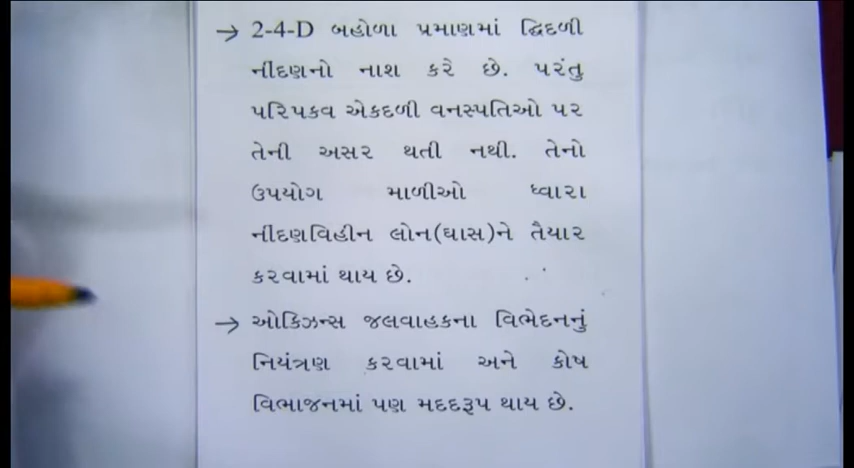 → 2-4-D બહોળા પ્રમાણમાં દ્વિદળી
નીંદણનો નાશ કરે છે. પરંતુ
પરિપકવ એકદળી વનસ્પતિઓ પર
તેની અસર થતી નથી. તેનો
ઉપયોગ માળીઓ ધ્વારા
નીંદણવિહીન લોન(ઘાસ)ને તૈયાર
કરવામાં થાય છે.
→ ઓકિઝન્સ જલવાહકના વિભેદનનું
નિયંત્રણ કરવામાં અને કોષ
વિભાજનમાં પણ મદદરૂપ થાય છે.